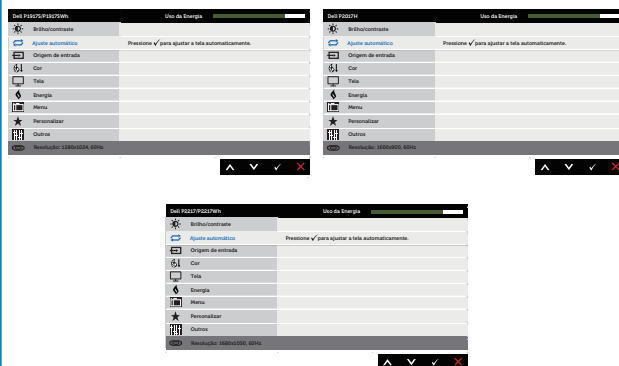 Dell P1917S/P1917SWh Uso da Energia
Brilho/contraste
Ajuste automático Pressione ✓ para ajustar a tela automaticamente.
Origem de entrada
Cor
Tela
Energia
Menu
Personalizar
Outros
Resolução: 1280x1024, 60Hz
Dell P2017H Uso da Energia
Brilho/contraste
Ajuste automático Pressione ✓ para ajustar a tela automaticamente.
Origem de entrada
Cor
Tela
Energia
Menu
Personalizar
Outros
Resolução: 1600x900, 60Hz
Dell P2217/P2217Wh Uso da Energia
Brilho/contraste
Ajuste automático Pressione ✓ para ajustar a tela automaticamente.
Origem de entrada
Cor
Tela
Energia
Menu
Personalizar
Outros
Resolução: 1680x1050, 60Hz